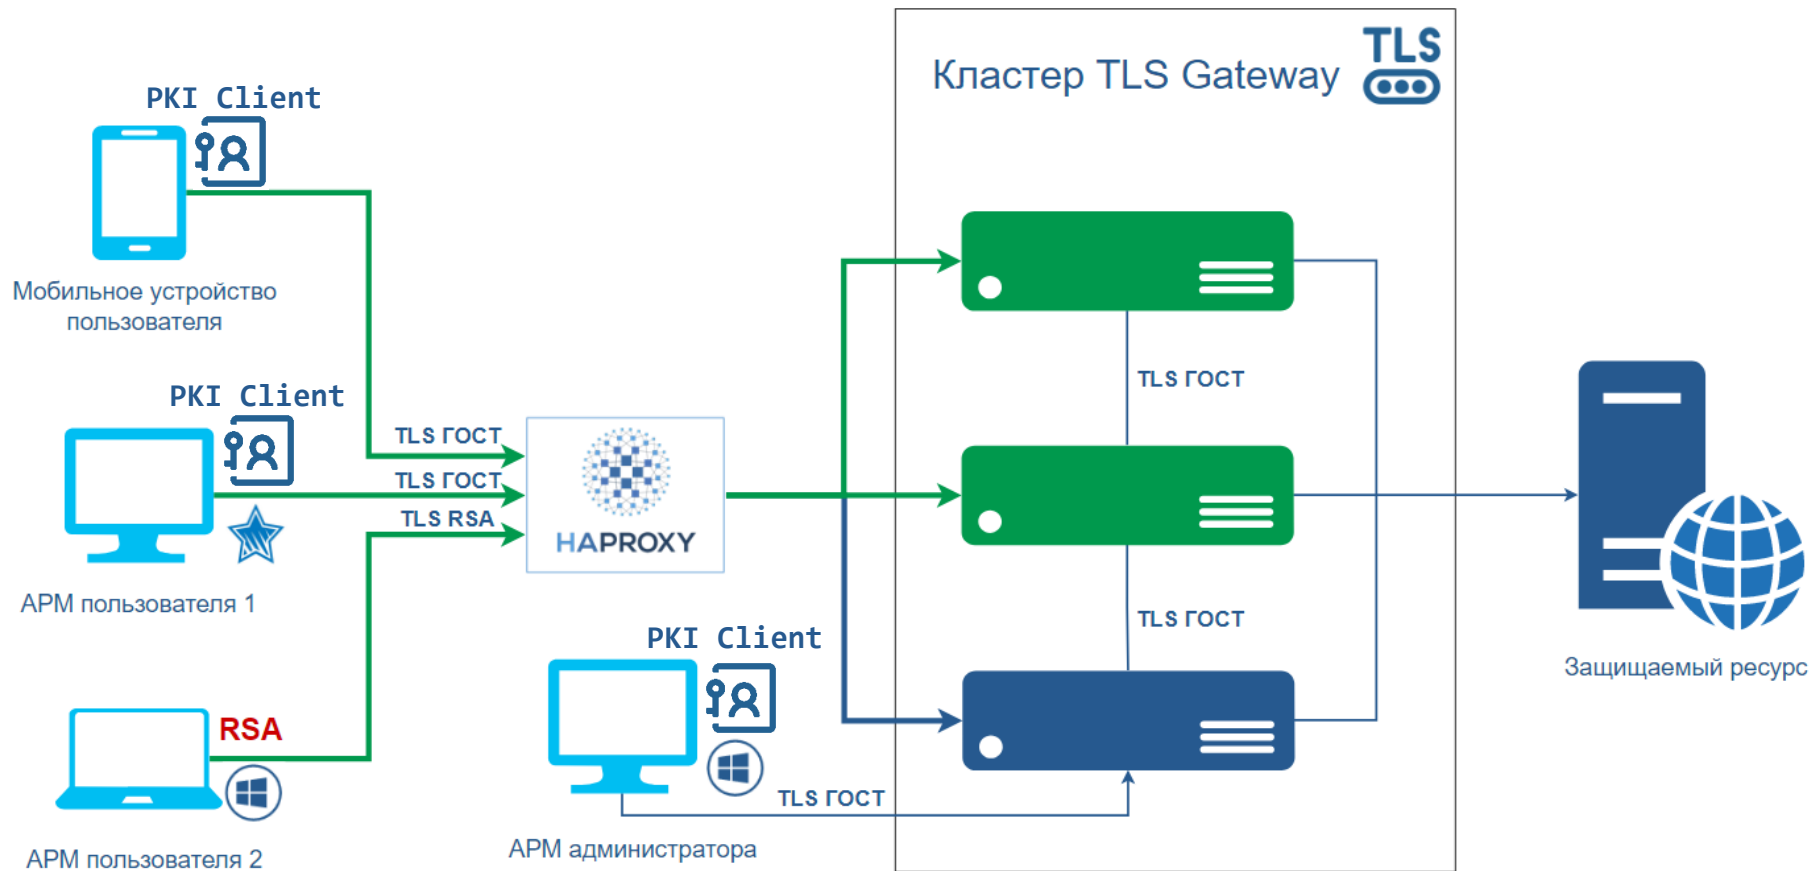 Кластер TLS Gateway
TLS
PKI Client
Мобильное устройство
пользователя
PKI Client
TLS ГОСТ
TLS ГОСТ
TLS RSA
HAPROXY
АРМ пользователя 1
RSA
АРМ пользователя 2
PKI Client
TLS ГОСТ
АРМ администратора
TLS ГОСТ
TLS ГОСТ
Защищаемый ресурс